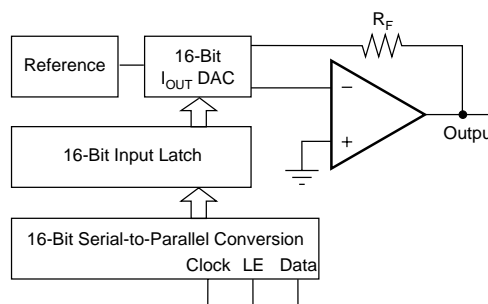 R_F
16-Bit
I_OUT DAC
Reference
−
+
Output
16-Bit Input Latch
16-Bit Serial-to-Parallel Conversion
Clock LE Data